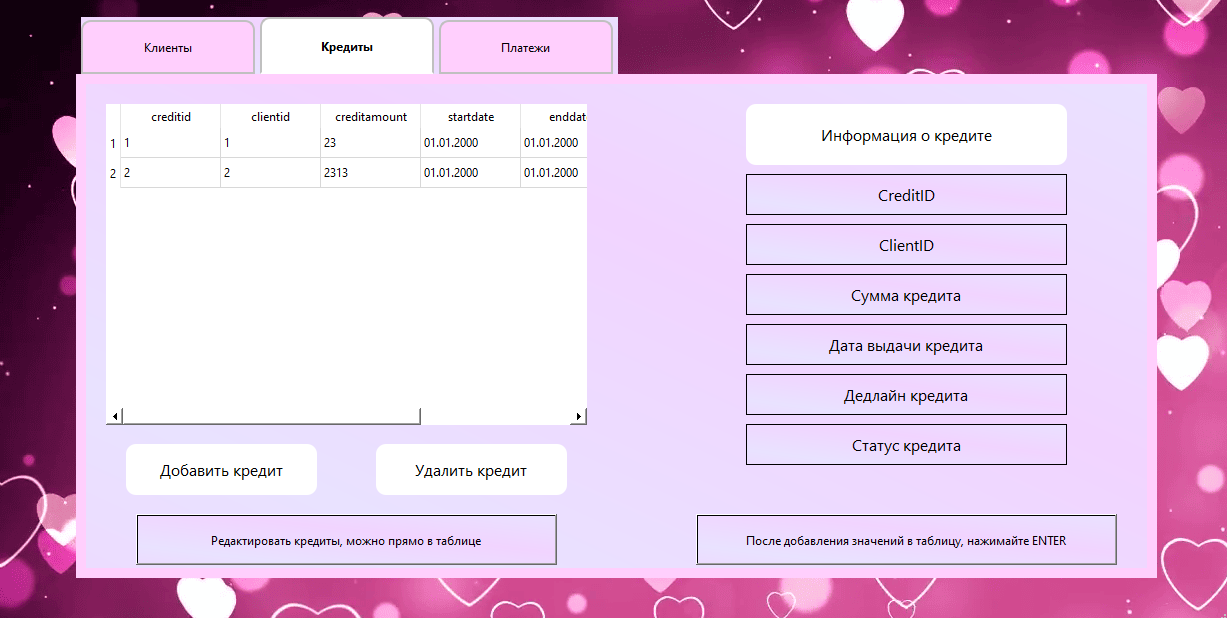 Клиенты Кредиты Платежи
creditid clientid creditamount startdate enddat
1 1 1 23 01.01.2000 01.01.2000
2 2 2 2313 01.01.2000 01.01.2000
Добавить кредит Удалить кредит
Редактировать кредиты, можно прямо в таблице
Информация о кредите
CreditID
ClientID
Сумма кредита
Дата выдачи кредита
Дедлайн кредита
Статус кредита
После добавления значений в таблицу, нажимайте ENTER